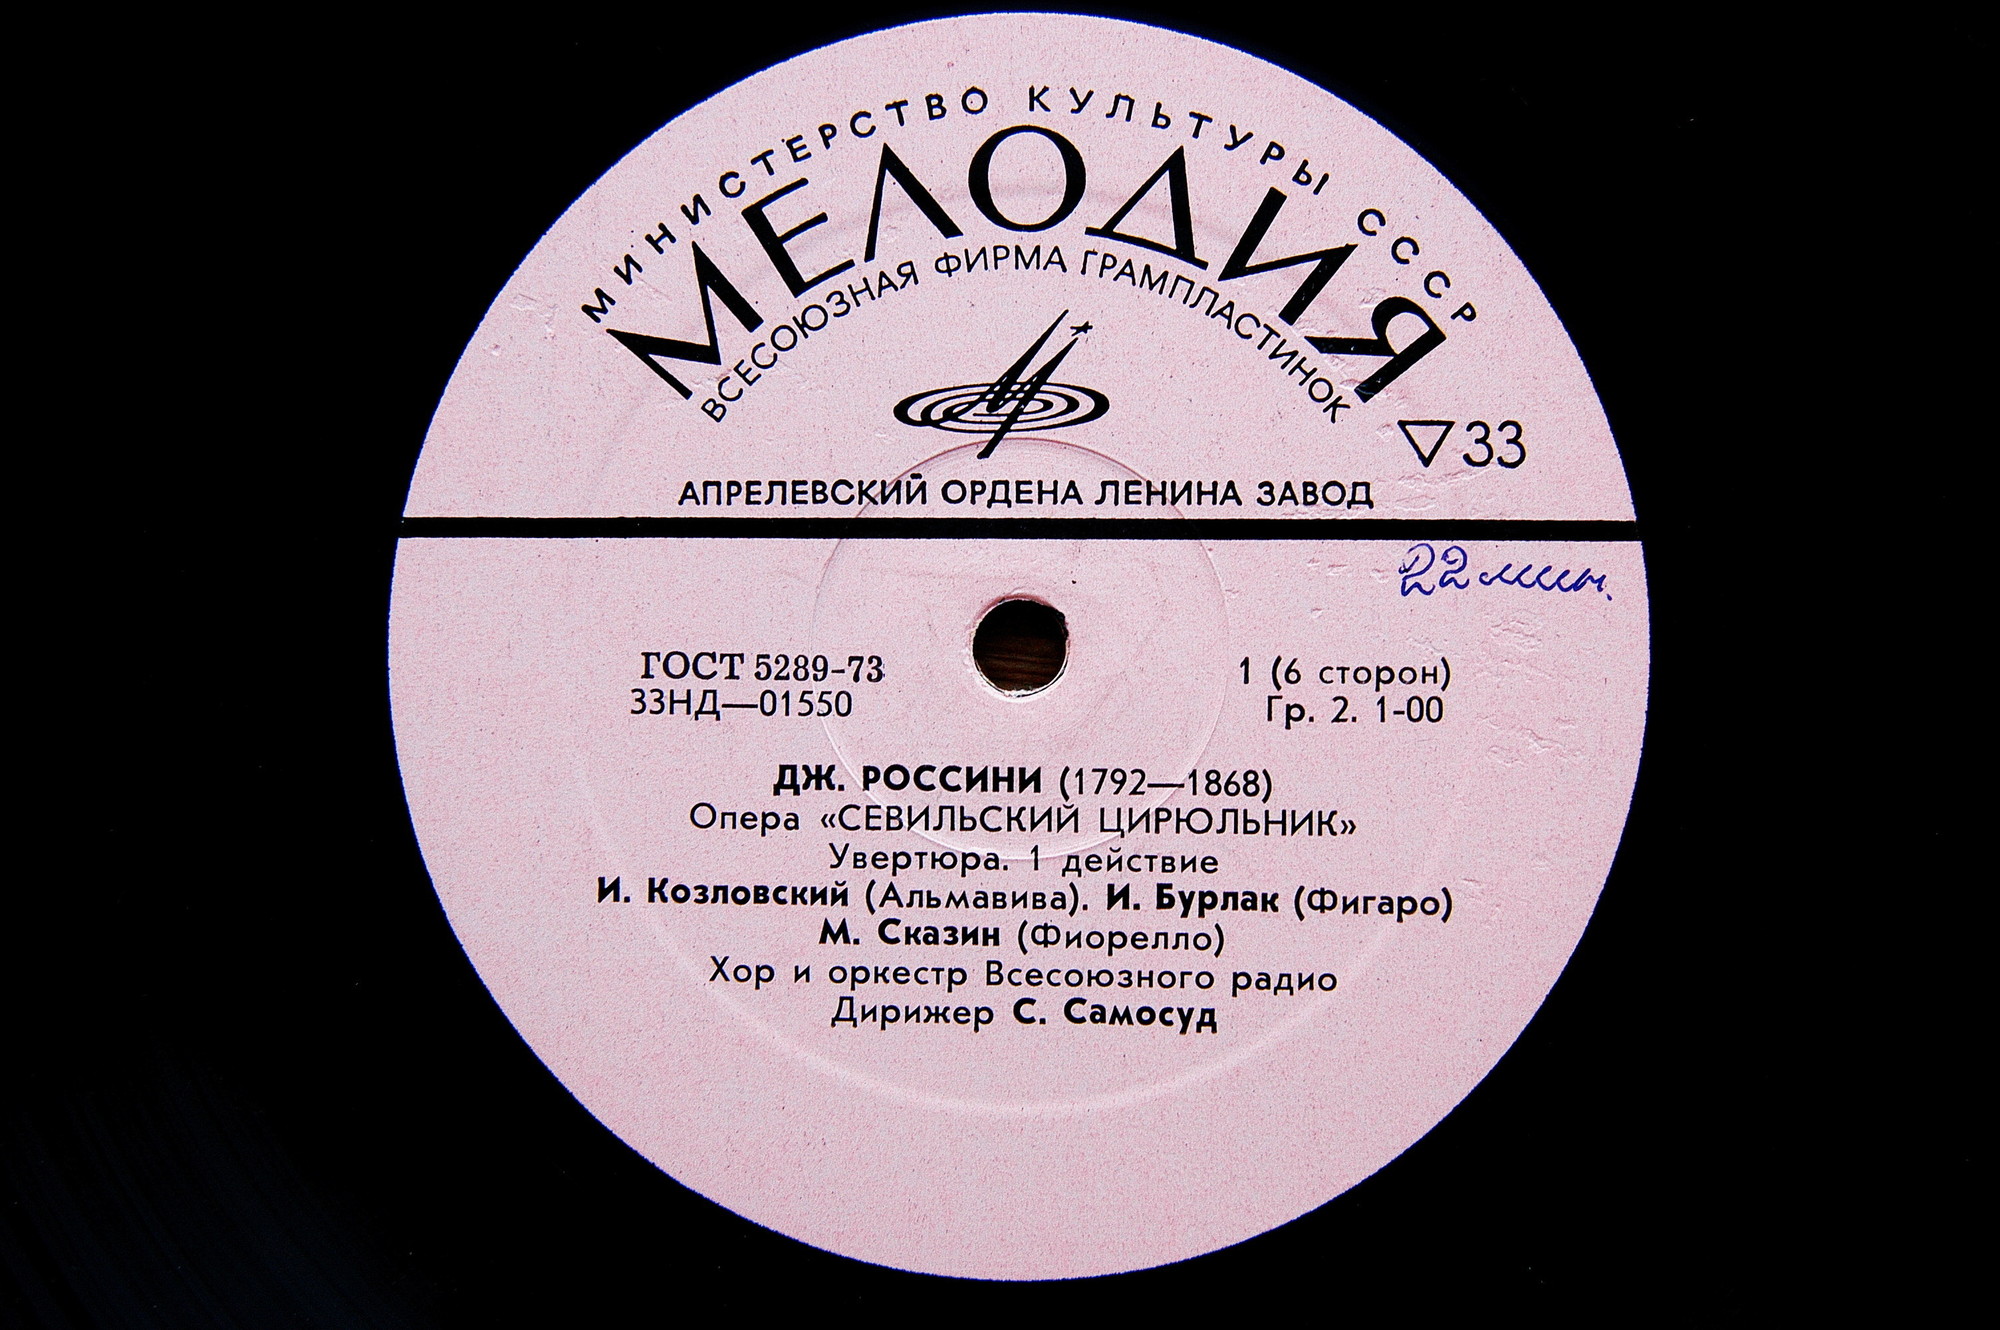 МИНИСТЕРСТВО КУЛЬТУРЫ СССР
МЕЛОДИЯ
ВСЕСОЮЗНАЯ ФИРМА ГРАМПЛАСТИНОК
▽33
АПРЕЛЕВСКИЙ ОРДЕНА ЛЕНИНА ЗАВОД
22 мин.
ГОСТ 5289-73
33НД—01550
1 (6 сторон)
Гр. 2. 1-00
ДЖ. РОССИНИ (1792—1868)
Опера «СЕВИЛЬСКИЙ ЦИРЮЛЬНИК»
Увертюра. 1 действие
И. Козловский (Альмавива). И. Бурлак (Фигаро)
М. Сказин (Фиорелло)
Хор и оркестр Всесоюзного радио
Дирижер С. Самосуд